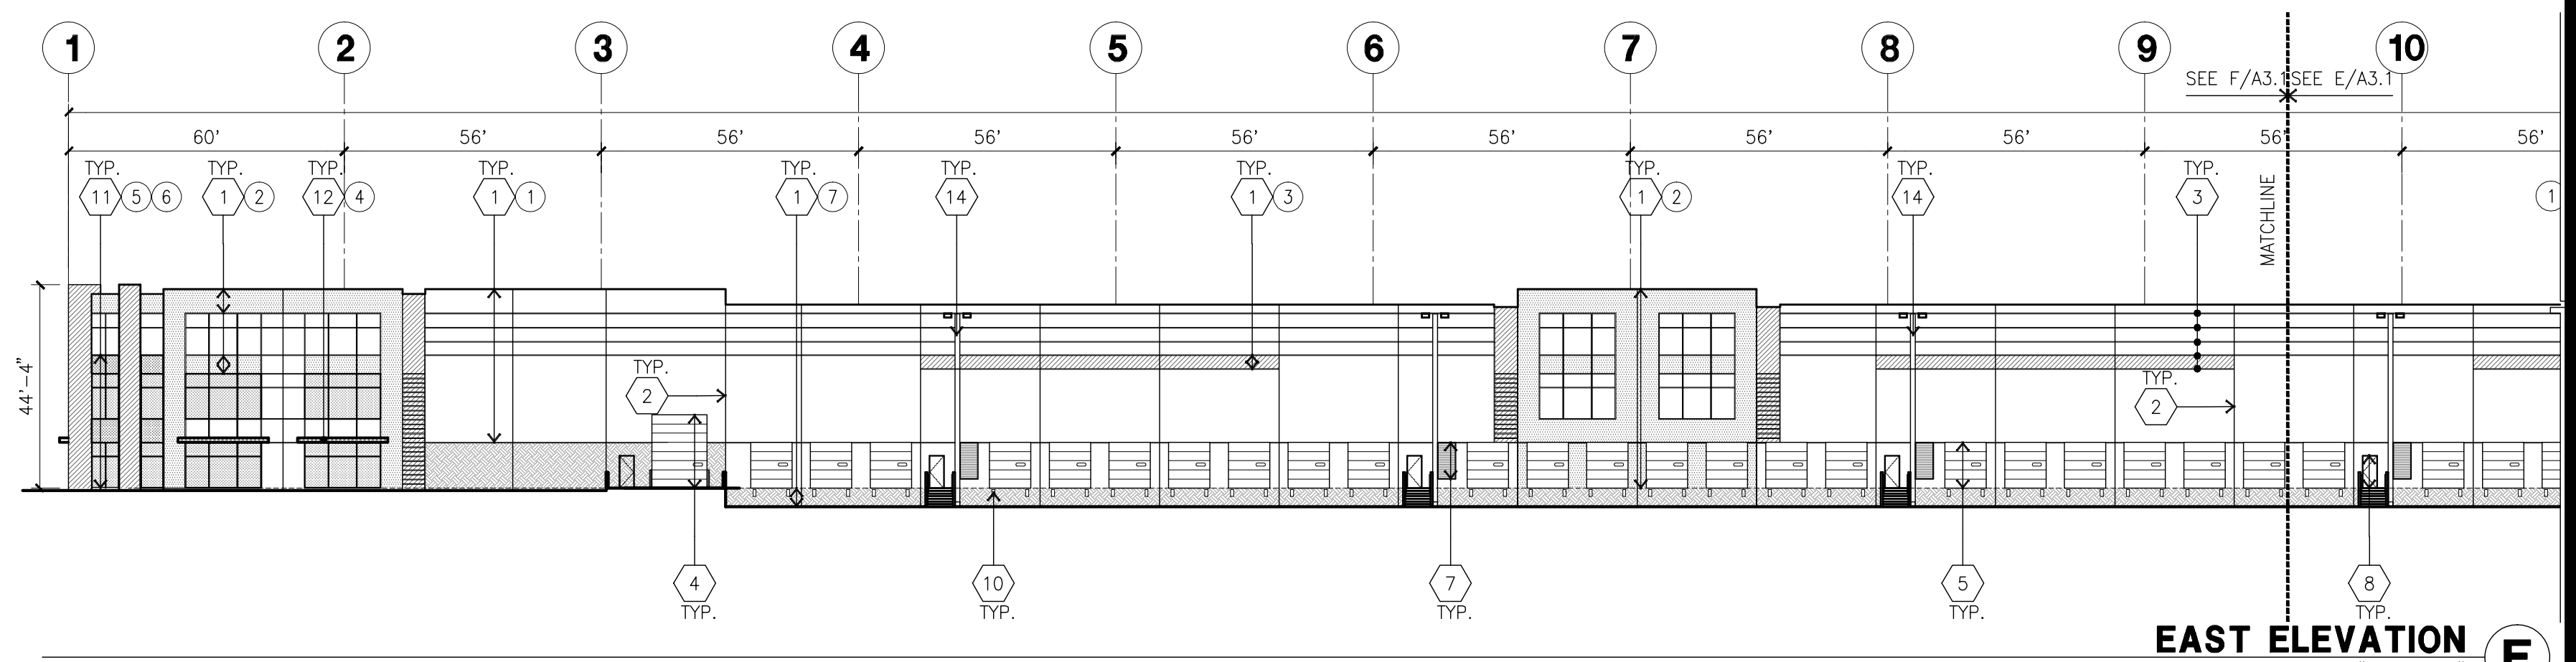 1 2 3 4 5 6 7 8 9 10
SEE F/A3.1 SEE E/A3.1
60' 56' 56' 56' 56' 56' 56' 56' 56' 56'
TYP. TYP. TYP. TYP. TYP. TYP. TYP. TYP. TYP. TYP.
11 5 6 1 2 12 4 1 1 1 7 14 1 3 1 2 14 3 1
MATCHLINE
44'-4"
TYP.
2
TYP.
2
4 10 7 5 8
TYP. TYP. TYP. TYP. TYP.
EAST ELEVATION